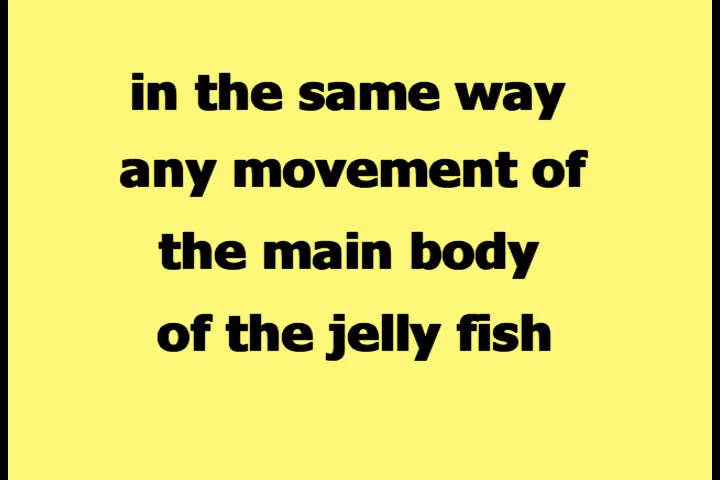 in the same way
any movement of
the main body
of the jelly fish